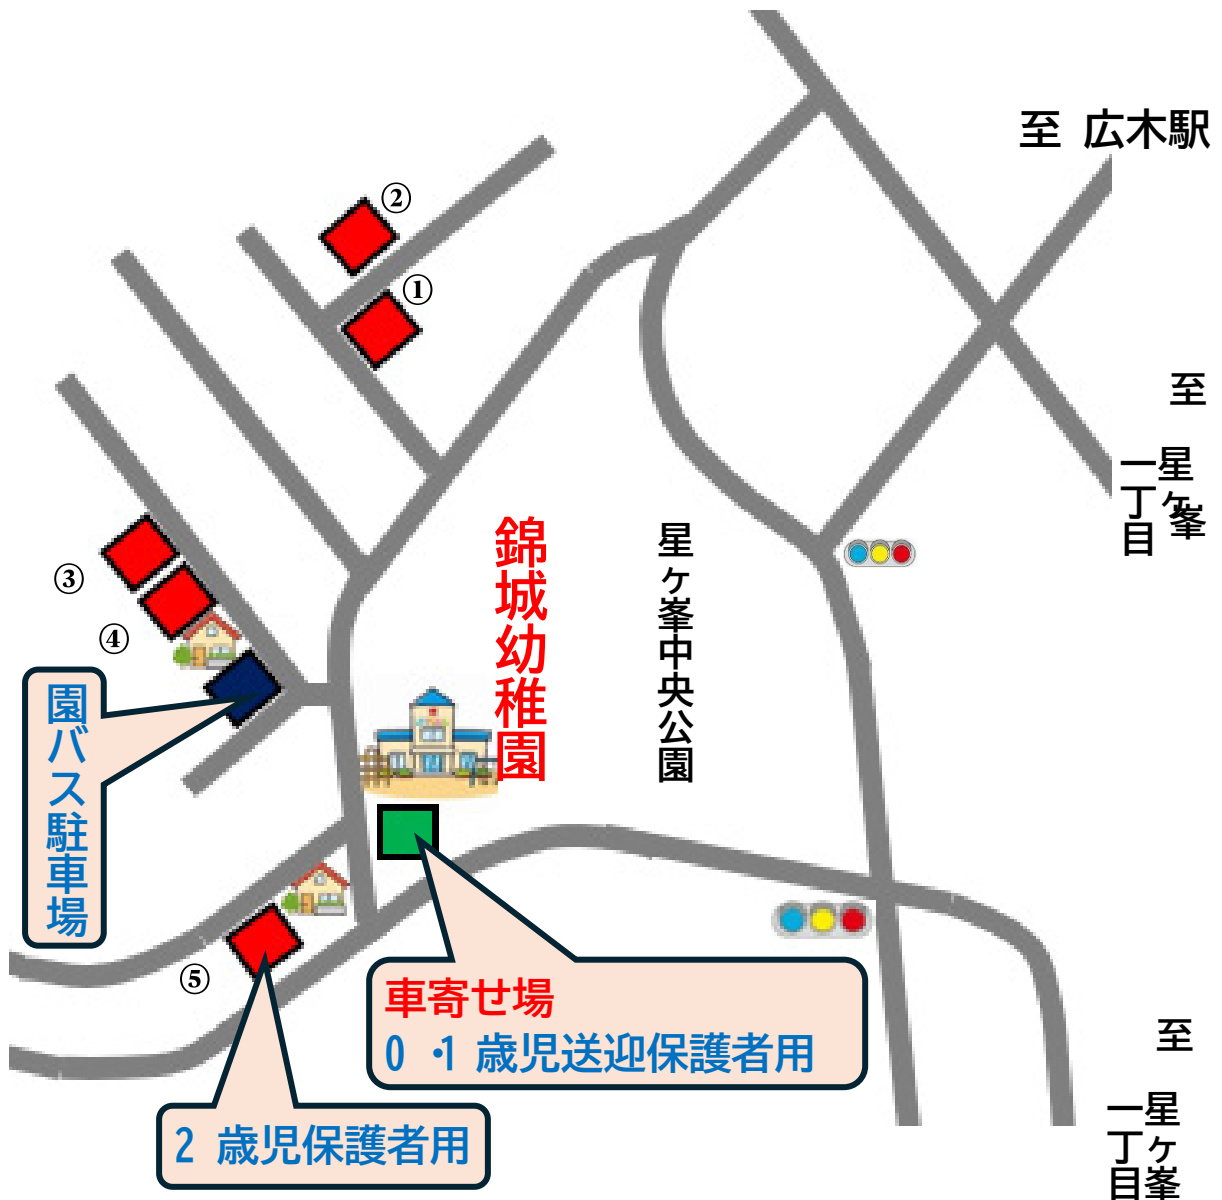 至 広木駅
②
①
至 星ヶ峯
一丁目
錦城幼稚園
星ヶ峯中央公園
③
④
園バス駐車場
⑤
車寄せ場
0・1歳児送迎保護者用
2 歳児保護者用
至 星ヶ峯
一丁目